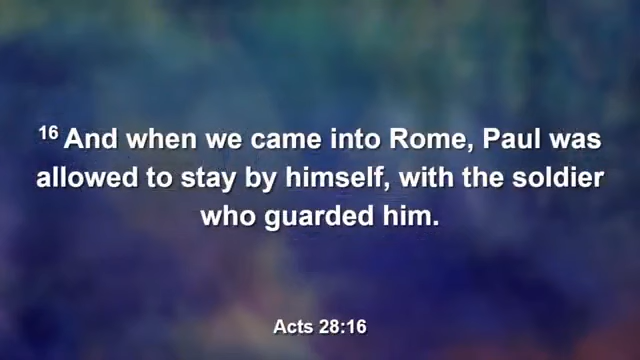 16 And when we came into Rome, Paul was
allowed to stay by himself, with the soldier
who guarded him.
Acts 28:16